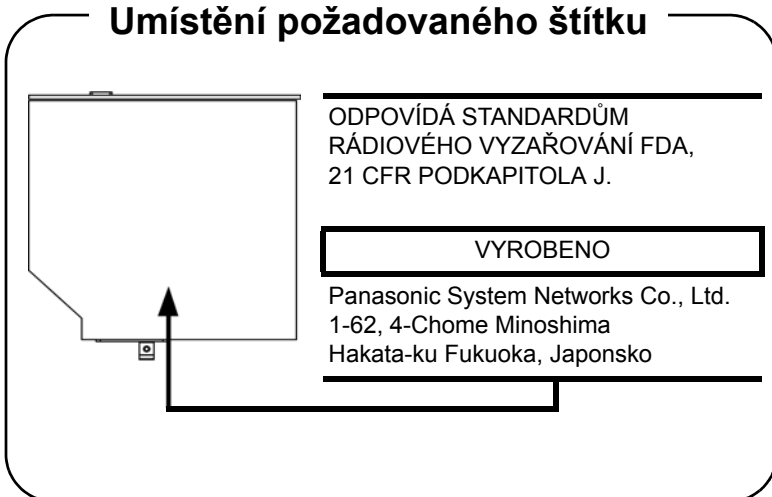 Umístění požadovaného štítku
ODPOVÍDÁ STANDARDŮM
RÁDIOVÉHO VYZAŘOVÁNÍ FDA,
21 CFR PODKAPITOLA J.
VYROBENO
Panasonic System Networks Co., Ltd.
1-62, 4-Chome Minoshima
Hakata-ku Fukuoka, Japonsko